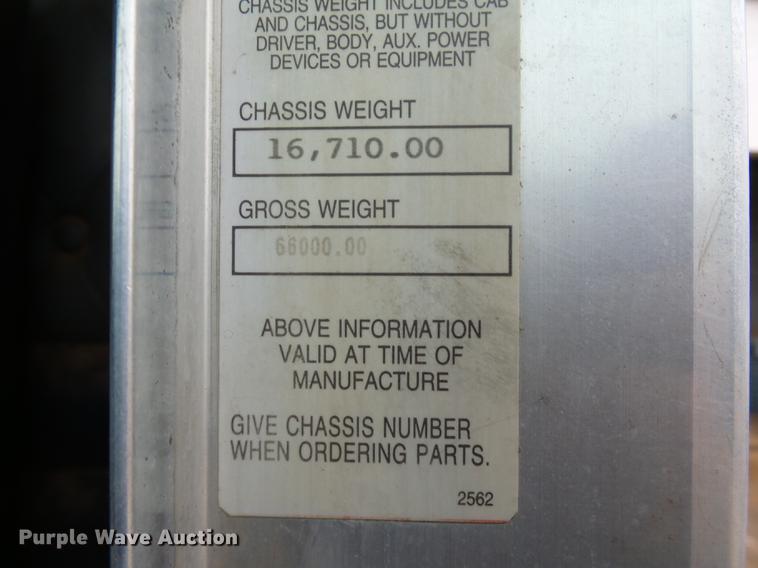 CHASSIS WEIGHT INCLUDES CAB
AND CHASSIS, BUT WITHOUT
DRIVER, BODY, AUX. POWER
DEVICES OR EQUIPMENT
CHASSIS WEIGHT
16,710.00
GROSS WEIGHT
66000.00
ABOVE INFORMATION
VALID AT TIME OF
MANUFACTURE
GIVE CHASSIS NUMBER
WHEN ORDERING PARTS.
2562
Purple Wave Auction